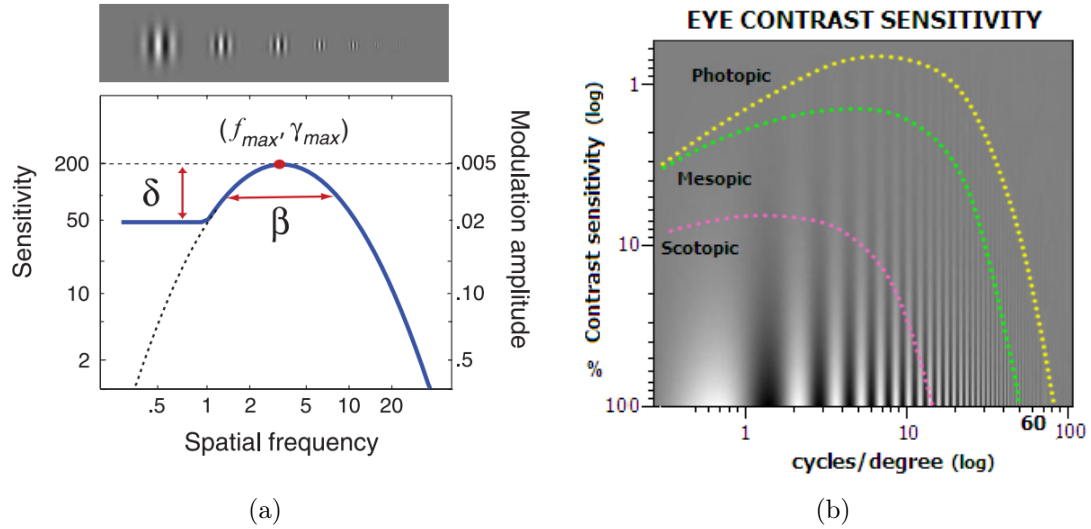 (f_max, γ_max)
Sensitivity
200
50
10
2
δ
β
.005
.02
.10
.5
Modulation amplitude
.5 1 2 5 10 20
Spatial frequency
(a)
EYE CONTRAST SENSITIVITY
% Contrast sensitivity (log)
1
10
100
Photopic
Mesopic
Scotopic
60
1 10 100
cycles/degree (log)
(b)